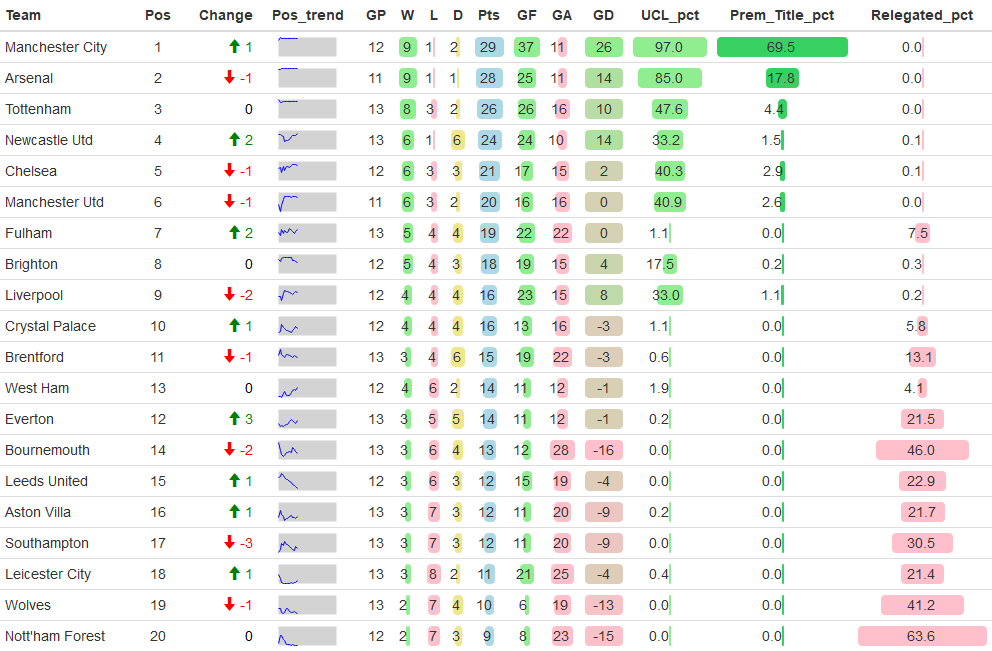 Team Pos Change Pos_trend GP W L D Pts GF GA GD UCL_pct Prem_Title_pct Relegated_pct
Manchester City 1 1 12 9 1 2 29 37 11 26 97.0 69.5 0.0
Arsenal 2 -1 11 9 1 1 28 25 11 14 85.0 17.8 0.0
Tottenham 3 0 13 8 3 2 26 26 16 10 47.6 4.4 0.0
Newcastle Utd 4 2 13 6 1 6 24 24 10 14 33.2 1.5 0.1
Chelsea 5 -1 12 6 3 3 21 17 15 2 40.3 2.9 0.1
Manchester Utd 6 -1 11 6 3 2 20 16 16 0 40.9 2.6 0.0
Fulham 7 2 13 5 4 4 19 22 22 0 1.1 0.0 7.5
Brighton 8 0 12 5 4 3 18 19 15 4 17.5 0.2 0.3
Liverpool 9 -2 12 4 4 4 16 23 15 8 33.0 1.1 0.2
Crystal Palace 10 1 12 4 4 4 16 13 16 -3 1.1 0.0 5.8
Brentford 11 -1 13 3 4 6 15 19 22 -3 0.6 0.0 13.1
West Ham 13 0 12 4 6 2 14 11 12 -1 1.9 0.0 4.1
Everton 12 3 13 3 5 5 14 11 12 -1 0.2 0.0 21.5
Bournemouth 14 -2 13 3 6 4 13 12 28 -16 0.0 0.0 46.0
Leeds United 15 1 12 3 6 3 12 15 19 -4 0.0 0.0 22.9
Aston Villa 16 1 13 3 7 3 12 11 20 -9 0.2 0.0 21.7
Southampton 17 -3 13 3 7 3 12 11 20 -9 0.0 0.0 30.5
Leicester City 18 1 13 3 8 2 11 21 25 -4 0.4 0.0 21.4
Wolves 19 -1 13 2 7 4 10 6 19 -13 0.0 0.0 41.2
Nott'ham Forest 20 0 12 2 7 3 9 8 23 -15 0.0 0.0 63.6